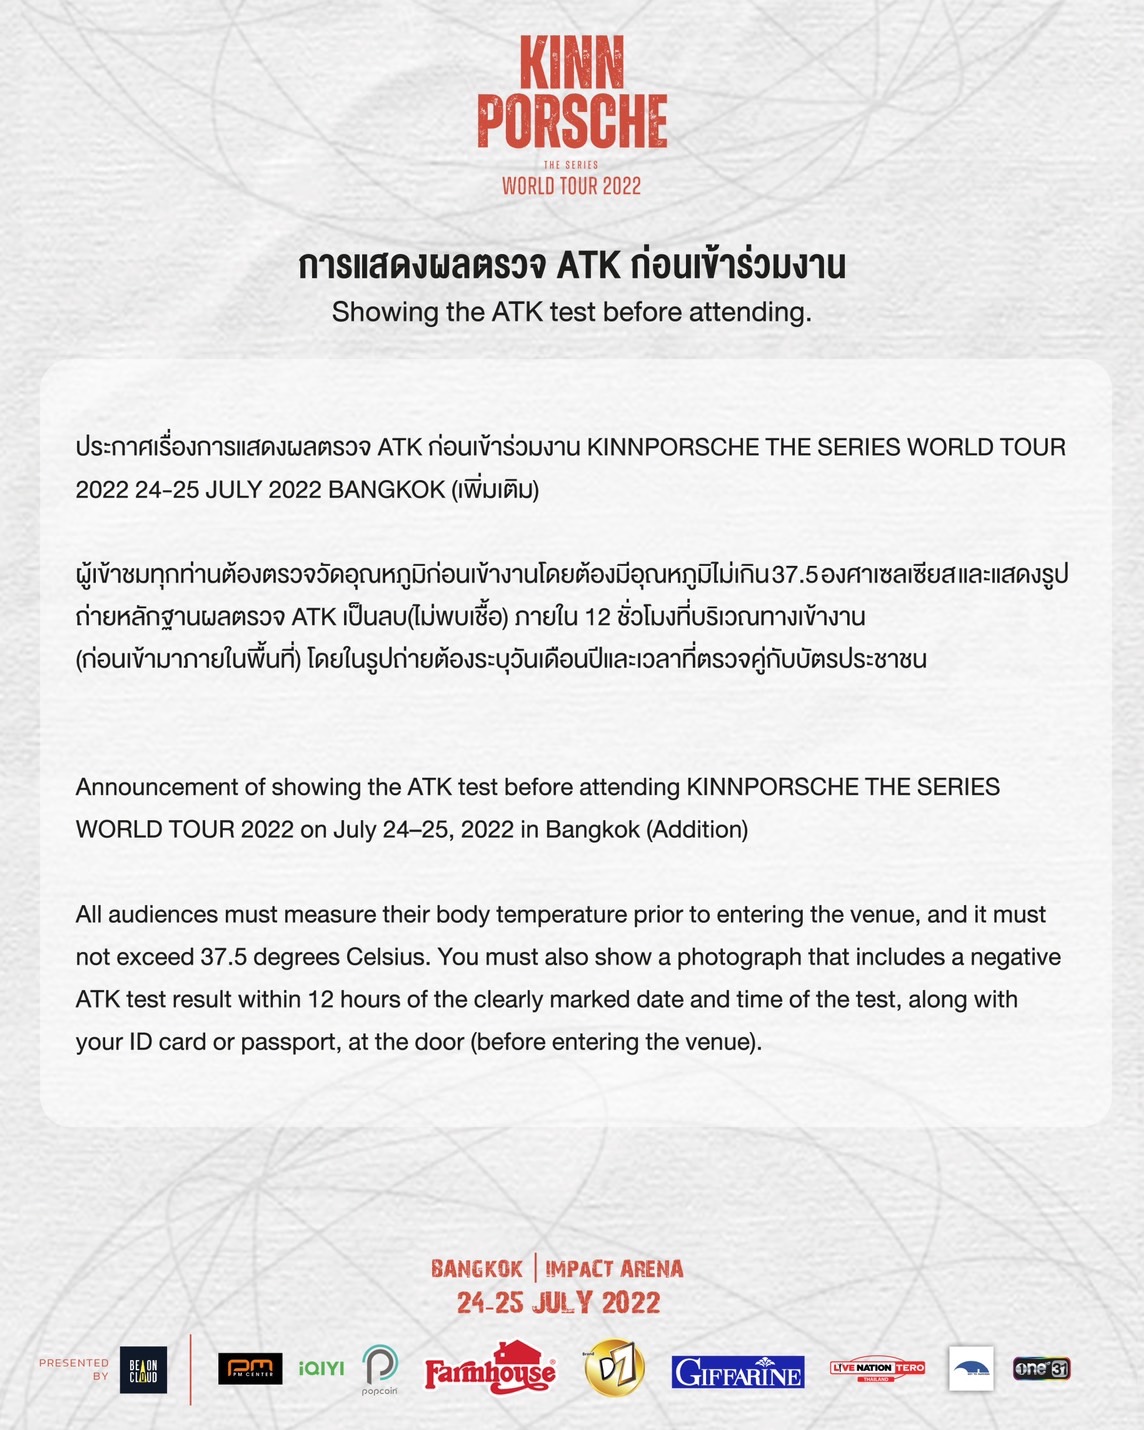 KINN
PORSCHE
THE SERIES
WORLD TOUR 2022
การแสดงผลตรวจ ATK ก่อนเข้าร่วมงาน
Showing the ATK test before attending.
ประกาศเรื่องการแสดงผลตรวจ ATK ก่อนเข้าร่วมงาน KINNPORSCHE THE SERIES WORLD TOUR
2022 24-25 JULY 2022 BANGKOK (เพิ่มเติม)
ผู้เข้าชมทุกท่านต้องตรวจวัดอุณหภูมิก่อนเข้างานโดยต้องมีอุณหภูมิไม่เกิน 37.5 องศาเซลเซียส และแสดงรูป
ถ่ายหลักฐานผลตรวจ ATK เป็นลบ(ไม่พบเชื้อ) ภายใน 12 ชั่วโมงที่บริเวณทางเข้างาน
(ก่อนเข้ามาภายในพื้นที่) โดยในรูปถ่ายต้องระบุวันเดือนปีและเวลาที่ตรวจคู่กับบัตรประชาชน
Announcement of showing the ATK test before attending KINNPORSCHE THE SERIES
WORLD TOUR 2022 on July 24–25, 2022 in Bangkok (Addition)
All audiences must measure their body temperature prior to entering the venue, and it must
not exceed 37.5 degrees Celsius. You must also show a photograph that includes a negative
ATK test result within 12 hours of the clearly marked date and time of the test, along with
your ID card or passport, at the door (before entering the venue).
BANGKOK | IMPACT ARENA
24-25 JULY 2022
PRESENTED
BY
BE ON
CLOUD
PM
PM CENTER
iQIYI
popcoin
Farmhouse®
D7
GIFFARINE
LIVE NATION TERO
THAILAND
one 31